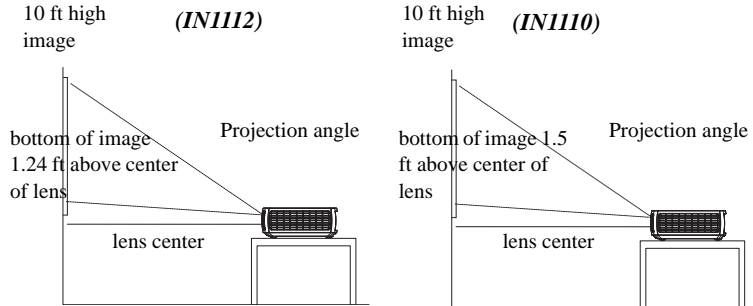 10 ft high
image
(IN1112)
bottom of image
1.24 ft above center
of lens
Projection angle
lens center
10 ft high
image
(IN1110)
bottom of image 1.5
ft above center of
lens
Projection angle
lens center